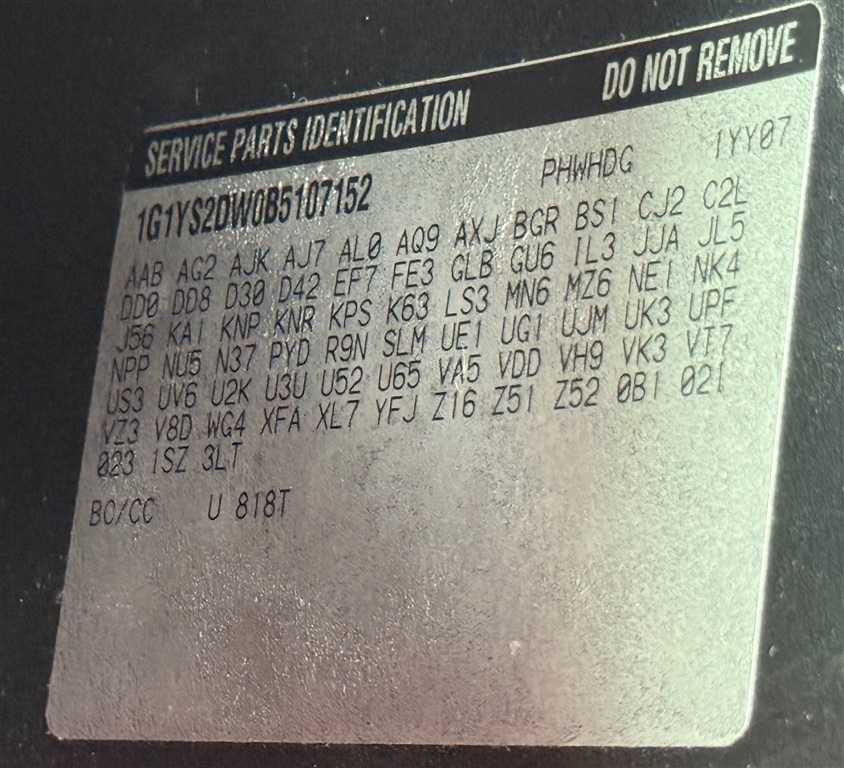 SERVICE PARTS IDENTIFICATION DO NOT REMOVE
1G1YS2DW0B5107152 PHWHDG 1YY07
AAB AG2 AJK AJ7 AL0 AQ9 AXJ BGR BS1 CJ2 C2L
DD0 DD8 D30 D42 EF7 FE3 GLB GU6 IL3 JJA JL5
J56 KA1 KNP KNR KPS K63 LS3 MN6 MZ6 NE1 NK4
NPP NU5 N37 PYD R9N SLM UE1 UG1 UJM UK3 UPF
US3 UV6 U2K U3U U52 U65 VA5 VDD VH9 VK3 VT7
VZ3 V8D WG4 XFA XL7 YFJ Z16 Z51 Z52 0B1 021
023 1SZ 3LT
BC/CC U 818T